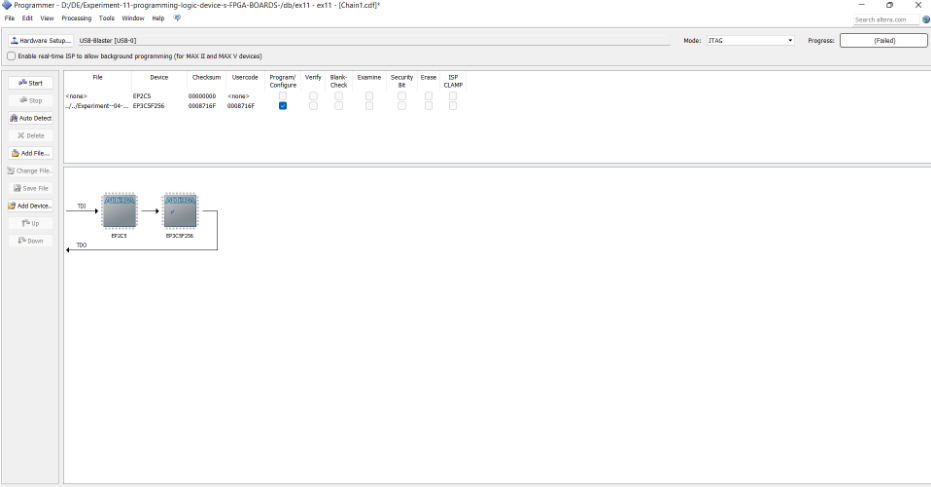 Programmer - D:/DE/Experiment-11-programming-logic-device-s-FPGA-BOARDS-/db/ex11 - ex11 - [Chain1.cdf]*
File Edit View Processing Tools Window Help
Search altera.com
Hardware Setup... USB-Blaster [USB-0] Mode: JTAG Progress: (Failed)
Enable real-time ISP to allow background programming (for MAX II and MAX V devices)
Start
Stop
Auto Detect
Delete
Add File...
Change File..
Save File
Add Device..
Up
Down
File Device Checksum Usercode Program/ Verify Blank- Examine Security Erase ISP
Configure Check Bit CLAMP
<none> EP2C5 00000000 <none>
../../Experiment--04-... EP3C5F256 0008716F 0008716F
TDI
ALTERA ALTERA
EP2C5 EP3C5F256
TDO